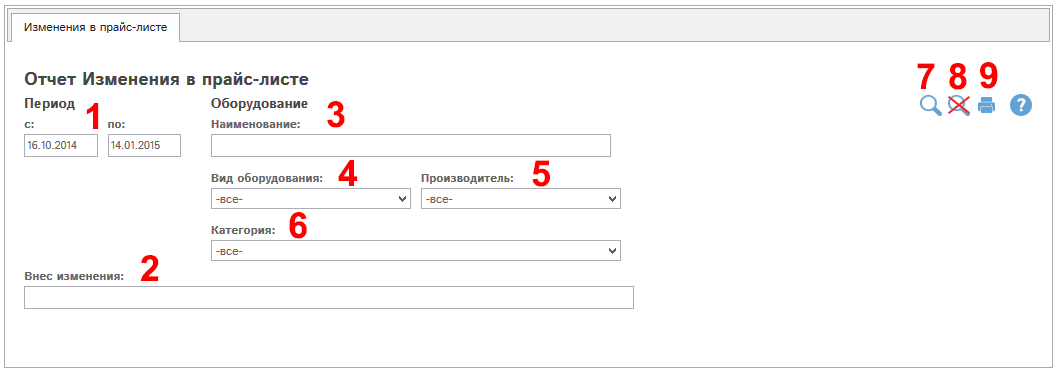 Изменения в прайс-листе
Отчет Изменения в прайс-листе
7 8 9
Период 1
Оборудование
с: по:
Наименование: 3
16.10.2014 14.01.2015
?
Вид оборудования: 4 Производитель: 5
-все- -все-
Категория: 6
-все-
Внес изменения: 2